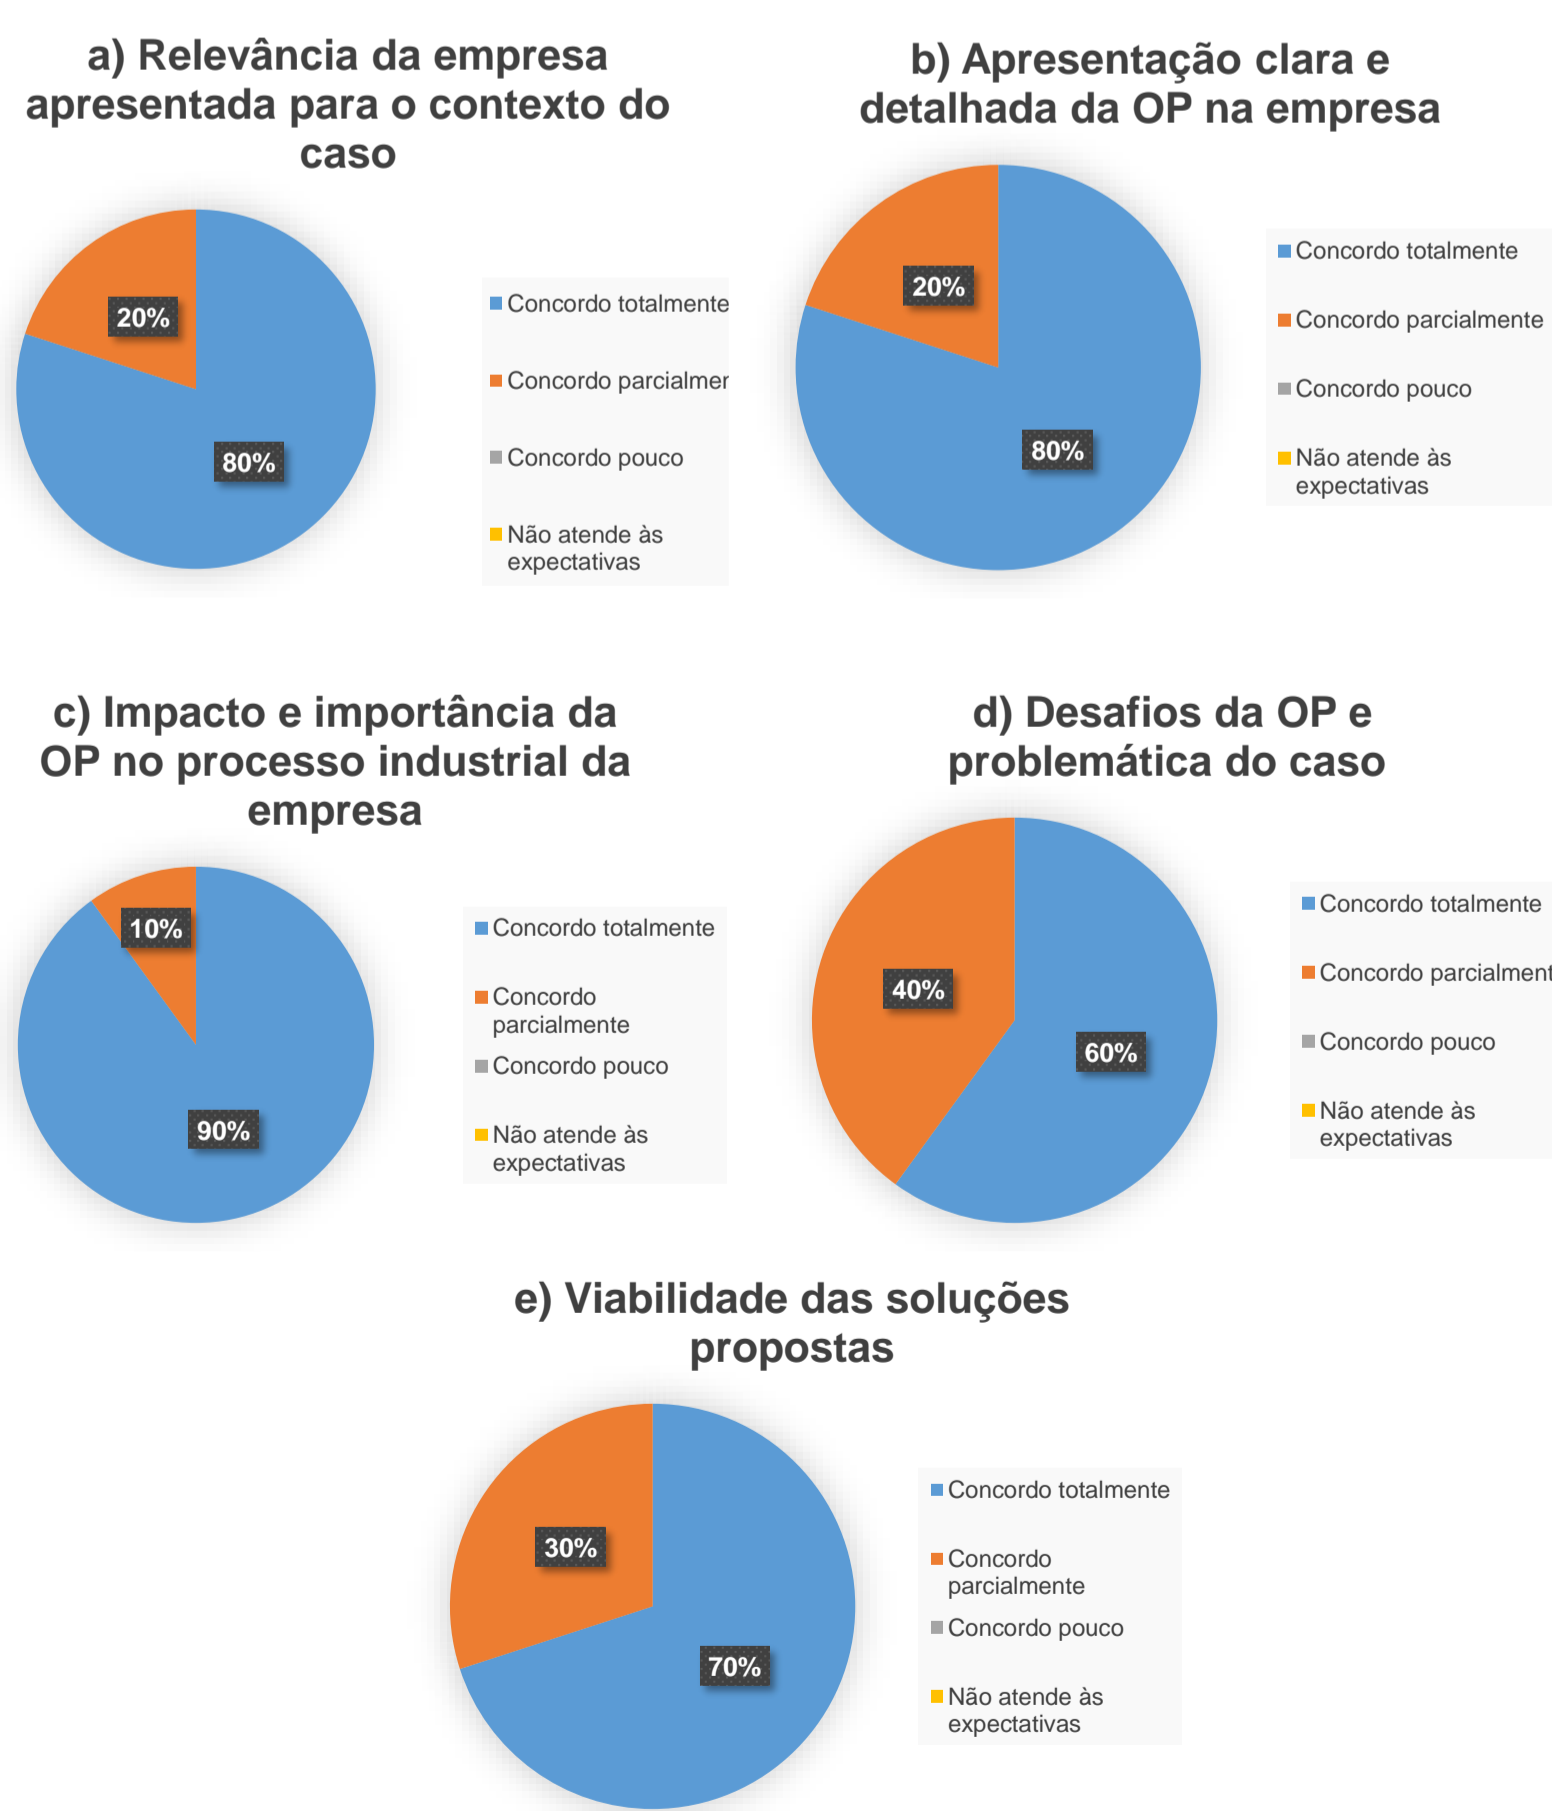 a) Relevância da empresa
apresentada para o contexto do
caso
20%
80%
Concordo totalmente
Concordo parcialmer
Concordo pouco
Não atende às
expectativas
b) Apresentação clara e
detalhada da OP na empresa
20%
80%
Concordo totalmente
Concordo parcialmente
Concordo pouco
Não atende às
expectativas
c) Impacto e importância da
OP no processo industrial da
empresa
10%
90%
Concordo totalmente
Concordo
parcialmente
Concordo pouco
Não atende às
expectativas
d) Desafios da OP e
problemática do caso
40%
60%
Concordo totalmente
Concordo parcialment
Concordo pouco
Não atende às
expectativas
e) Viabilidade das soluções
propostas
30%
70%
Concordo totalmente
Concordo
parcialmente
Concordo pouco
Não atende às
expectativas